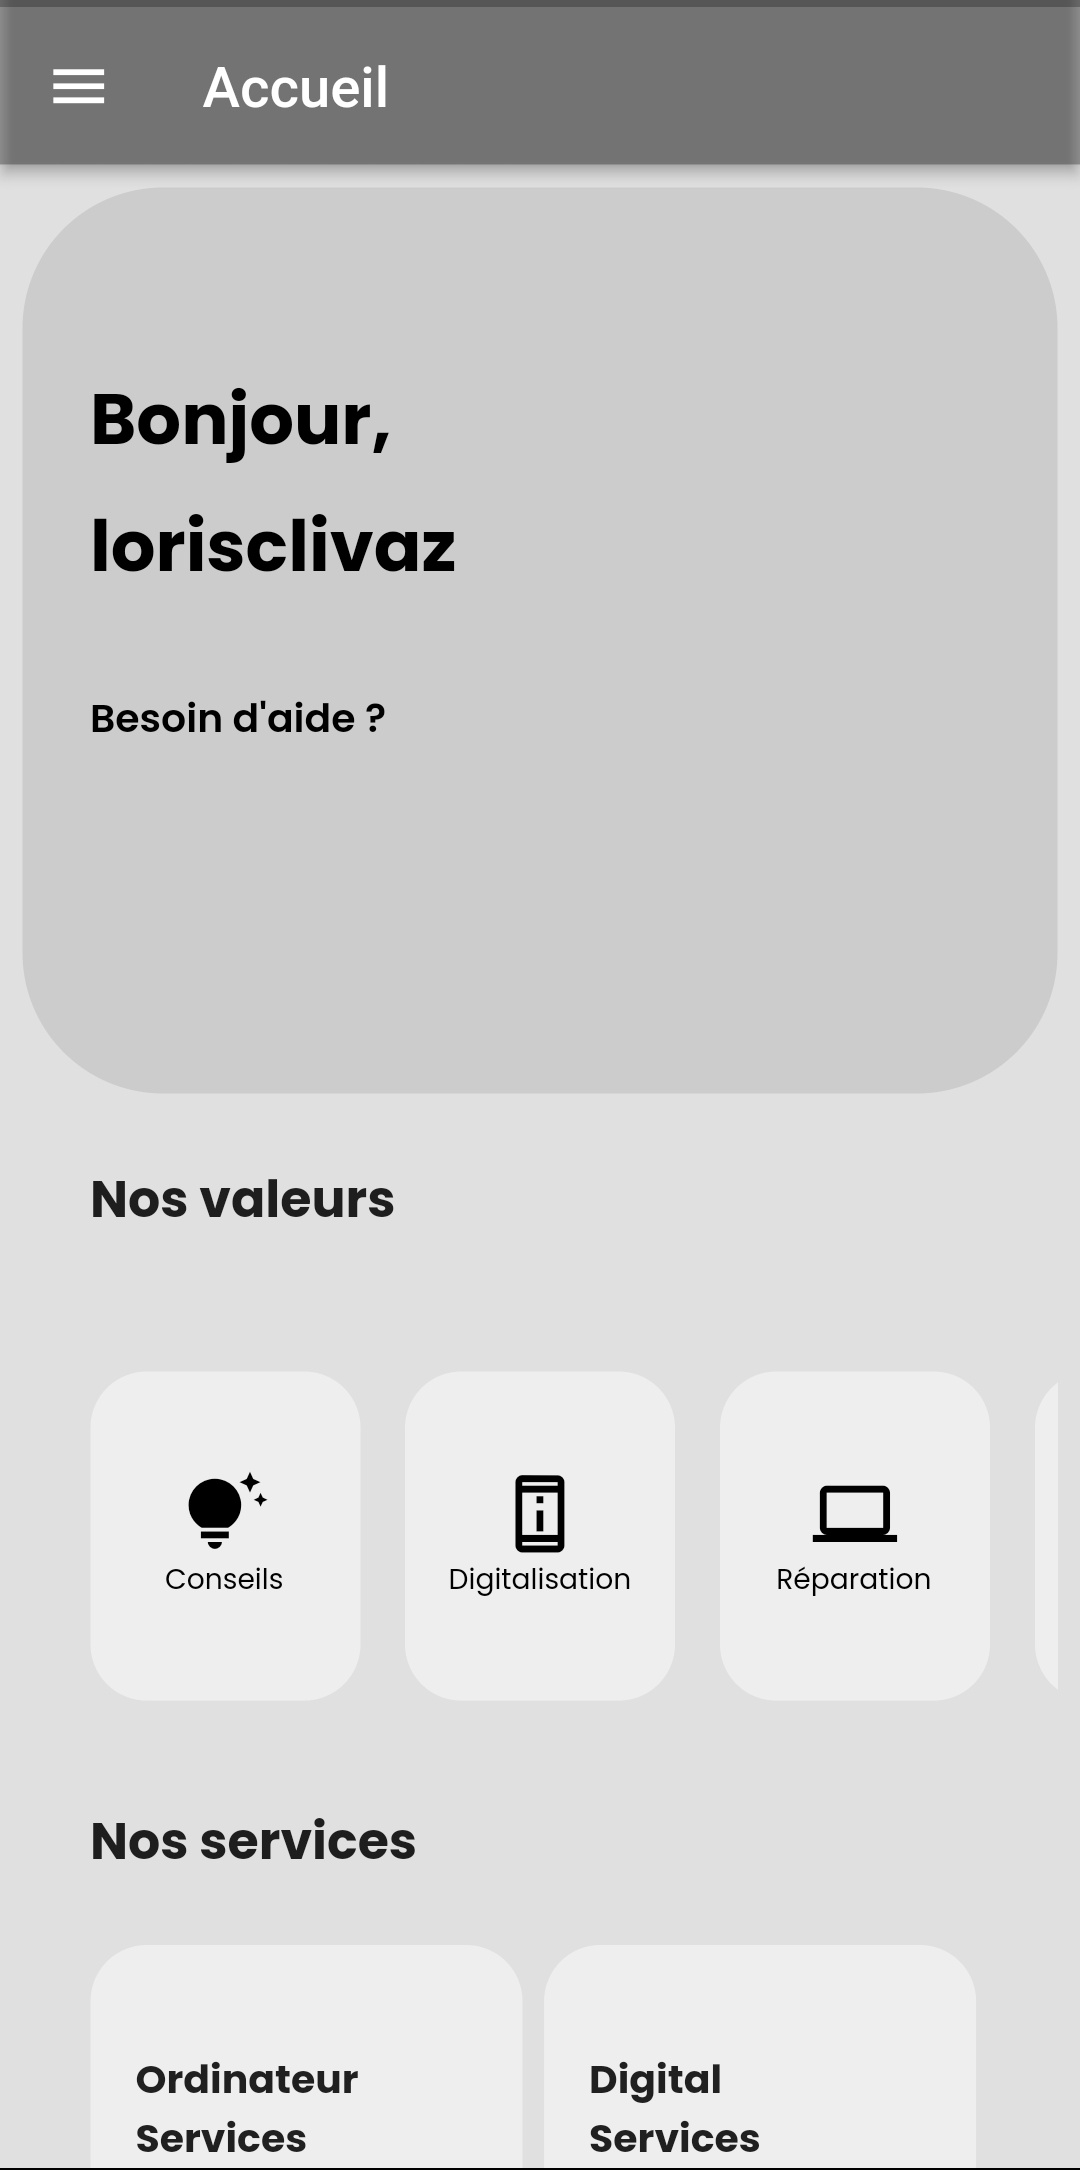 Accueil
Bonjour,
lorisclivaz
Besoin d'aide ?
Nos valeurs
Conseils
Digitalisation
Réparation
Nos services
Ordinateur
Services
Digital
Services